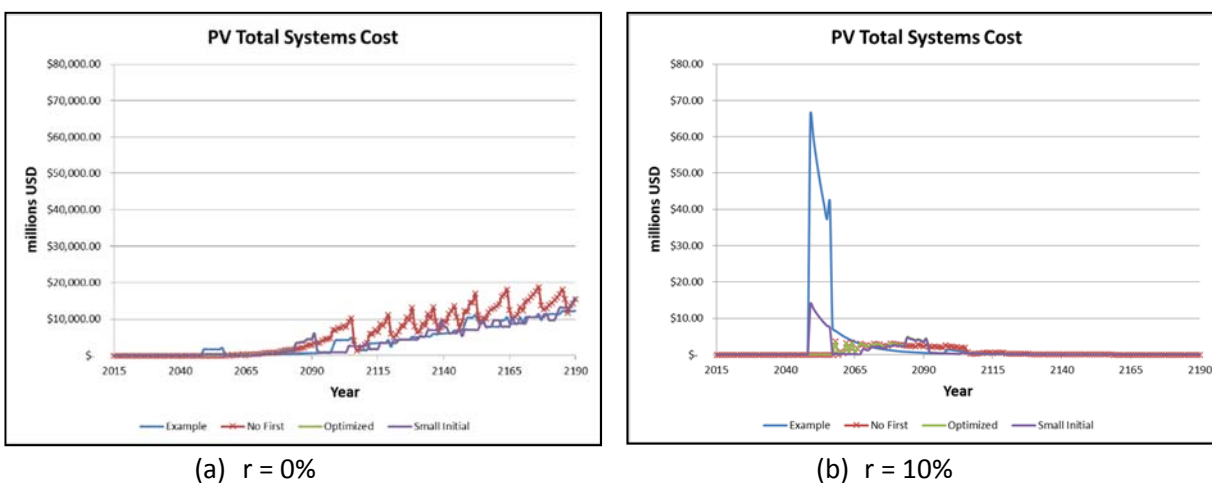 PV Total Systems Cost
$80,000.00
$70,000.00
$60,000.00
$50,000.00
$40,000.00
$30,000.00
$20,000.00
$10,000.00
$-
millions USD
2015 2040 2065 2090 2115 2140 2165 2190
Year
Example No First Optimized Small Initial
(a) r = 0%
PV Total Systems Cost
$80.00
$70.00
$60.00
$50.00
$40.00
$30.00
$20.00
$10.00
$-
millions USD
2015 2040 2065 2090 2115 2140 2165 2190
Year
Example No First Optimized Small Initial
(b) r = 10%